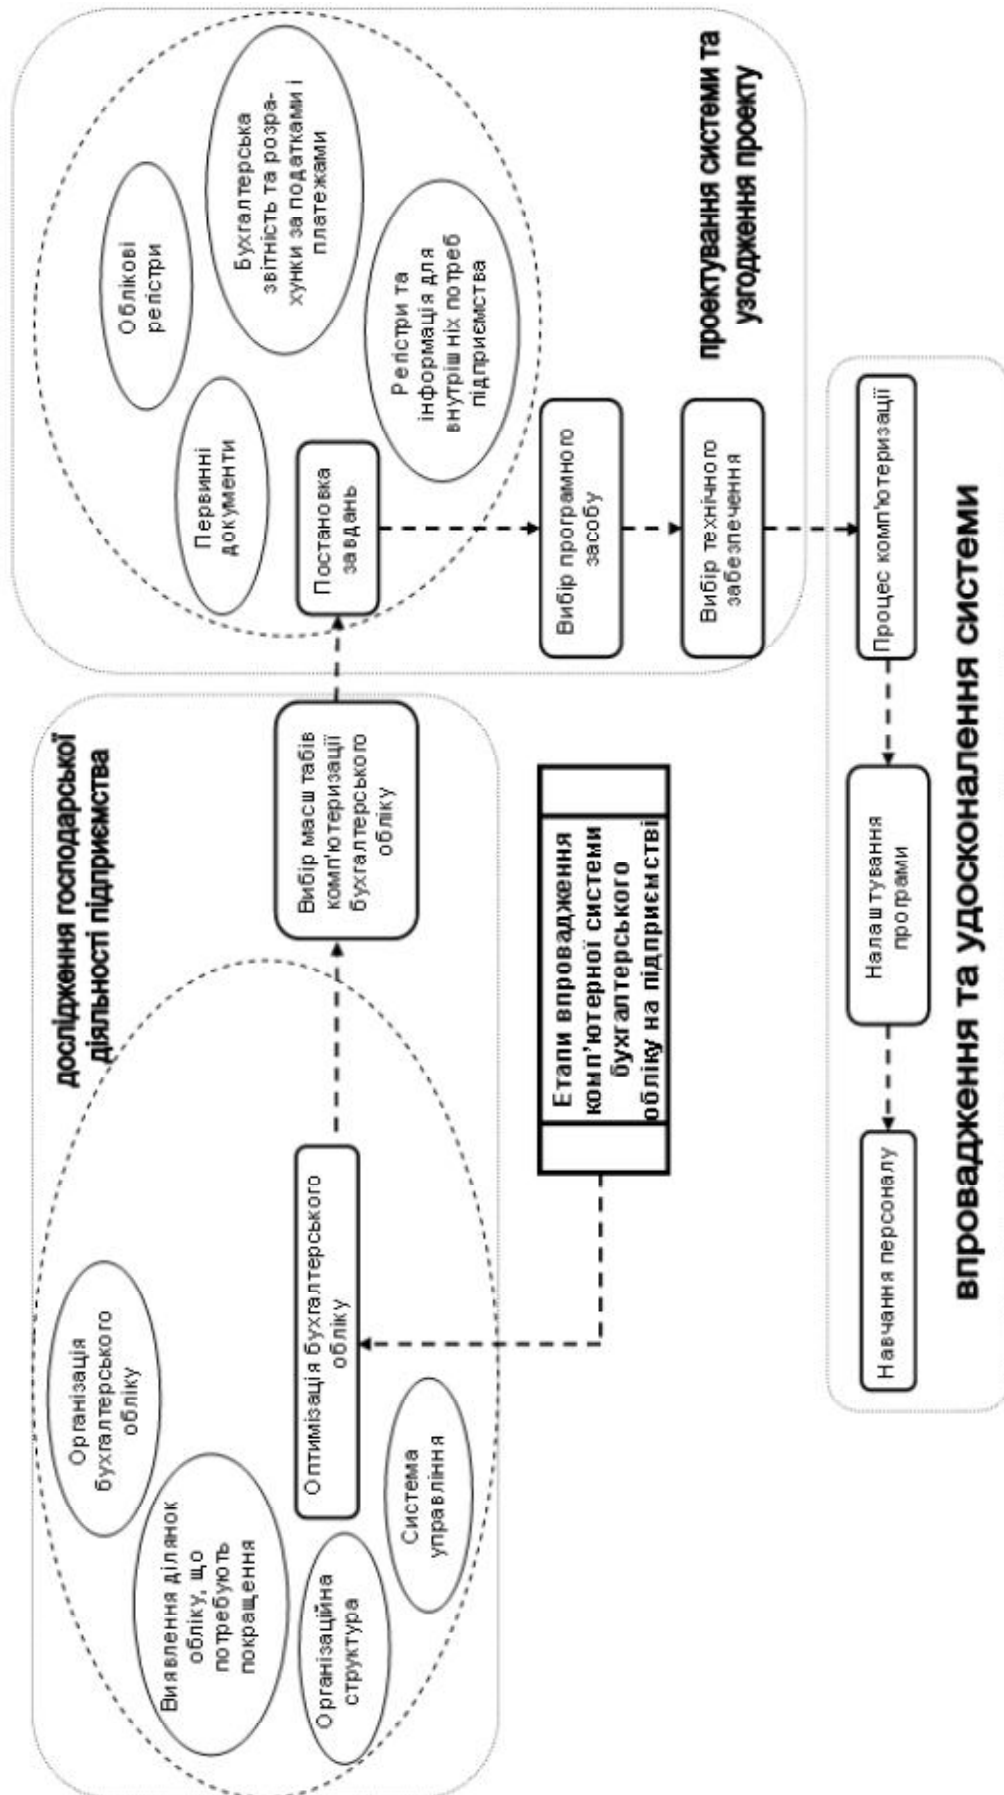 дослідження господарської
діяльності підприємства
Організація
бухгалтерського
обліку
Виявлення ділянок
обліку, що
потребують
покращення
Організаційна
структура
Система
управління
Оптимізація бухгалтерського
обліку
Вибір масштабів
комп'ютеризації
бухгалтерського
обліку
Облікові
регістри
Бухгалтерська
звітність та розра-
хунки за податками і
платежами
Первинні
документи
Регістри та
інформація для
внутрішніх потреб
підприємства
Постановка
завдань
Вибір програмного
засобу
Вибір технічного
забезпечення
проектування системи та
узгодження проекту
Етапи впровадження
комп'ютерної системи
бухгалтерського
обліку на підприємстві
Процес комп'ютеризації
Налаштування
програми
Навчання персоналу
впровадження та удосконалення системи